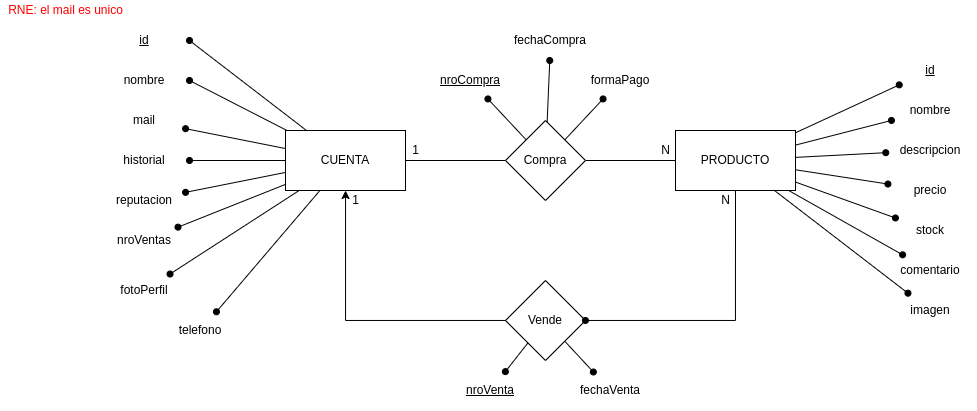 RNE: el mail es unico
id
nombre
mail
historial
reputacion
nroVentas
fotoPerfil
telefono
CUENTA
1
1
fechaCompra
nroCompra
formaPago
Compra
N
N
PRODUCTO
id
nombre
descripcion
precio
stock
comentario
imagen
Vende
nroVenta
fechaVenta